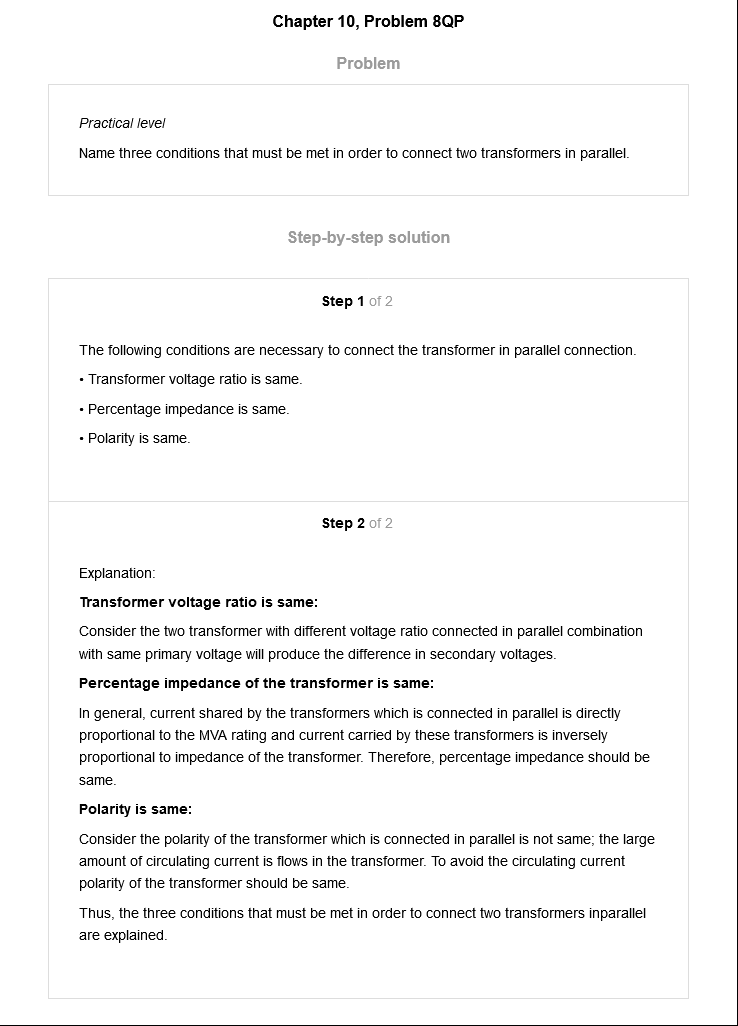 Chapter 10, Problem 8QP
Problem
Practical level
Name three conditions that must be met in order to connect two transformers in parallel.
Step-by-step solution
Step 1 of 2
The following conditions are necessary to connect the transformer in parallel connection.
• Transformer voltage ratio is same.
• Percentage impedance is same.
• Polarity is same.
Step 2 of 2
Explanation:
Transformer voltage ratio is same:
Consider the two transformer with different voltage ratio connected in parallel combination
with same primary voltage will produce the difference in secondary voltages.
Percentage impedance of the transformer is same:
In general, current shared by the transformers which is connected in parallel is directly
proportional to the MVA rating and current carried by these transformers is inversely
proportional to impedance of the transformer. Therefore, percentage impedance should be
same.
Polarity is same:
Consider the polarity of the transformer which is connected in parallel is not same; the large
amount of circulating current is flows in the transformer. To avoid the circulating current
polarity of the transformer should be same.
Thus, the three conditions that must be met in order to connect two transformers inparallel
are explained.